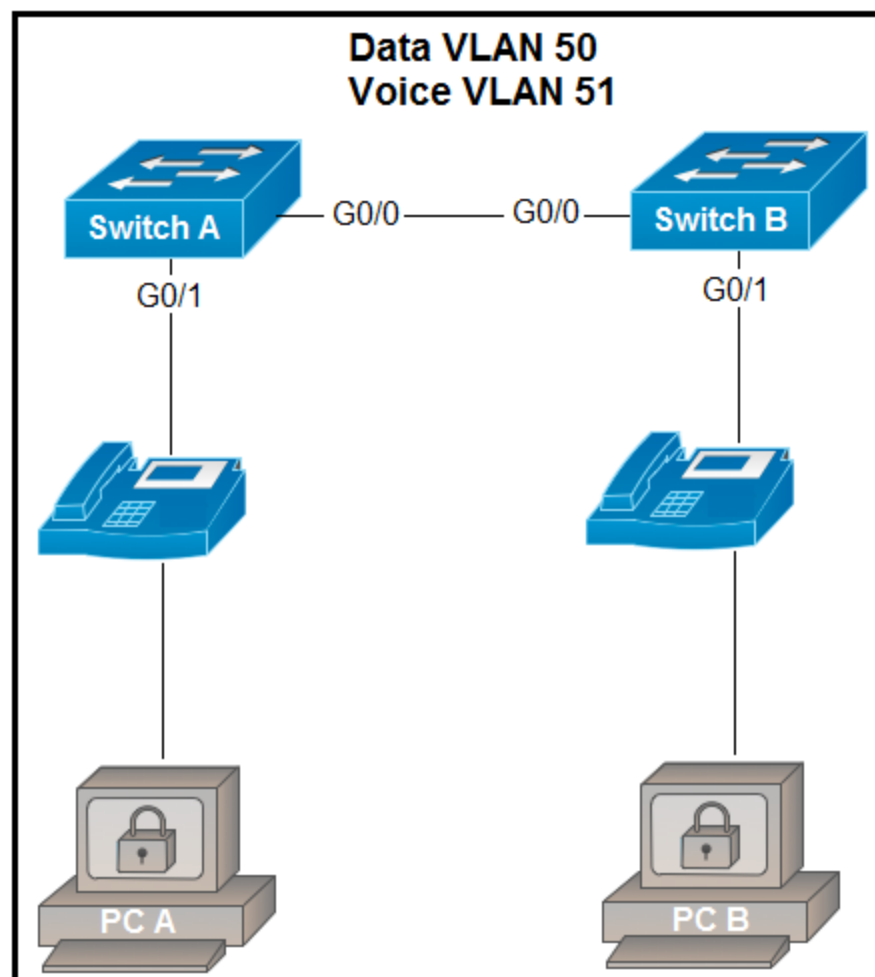 Data VLAN 50
Voice VLAN 51
Switch A
G0/0
G0/0
Switch B
G0/1
G0/1
PC A
PC B